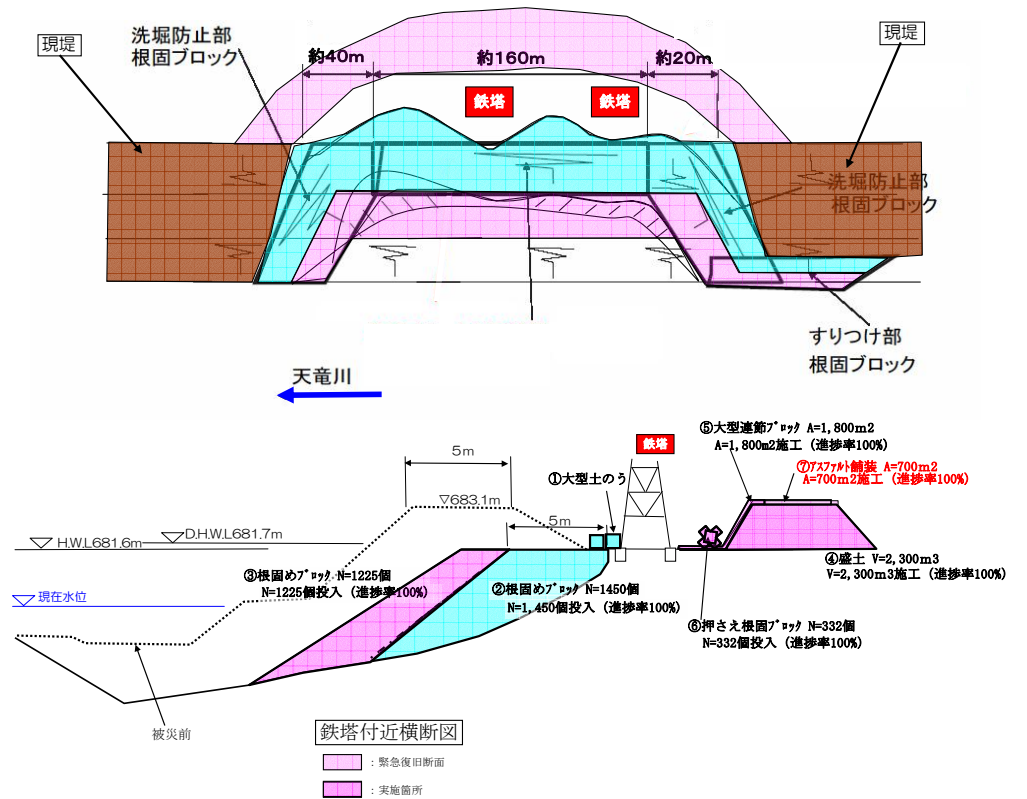 現堤
洗堀防止部
根固ブロック
約40m
約160m
約20m
現堤
鉄塔
鉄塔
洗堀防止部
根固ブロック
すりつけ部
根固ブロック
天竜川
鉄塔
⑤大型連節ﾌﾞﾛｯｸ A=1,800m2
A=1,800m2施工（進捗率100%）
5m
⑦ｱｽﾌｧﾙﾄ舗装 A=700m2
A=700m2施工（進捗率100%）
①大型土のう
▽683.1m
5m
H.W.L681.6m
D.H.W.L681.7m
④盛土 V=2,300m3
V=2,300m3施工（進捗率100%）
③根固めﾌﾞﾛｯｸ N=1225個
N=1225個投入（進捗率100%）
②根固めﾌﾞﾛｯｸ N=1450個
N=1,450個投入（進捗率100%）
現在水位
⑥押さえ根固ﾌﾞﾛｯｸ N=332個
N=332個投入（進捗率100%）
被災前
鉄塔付近横断図
：緊急復旧断面
：実施箇所